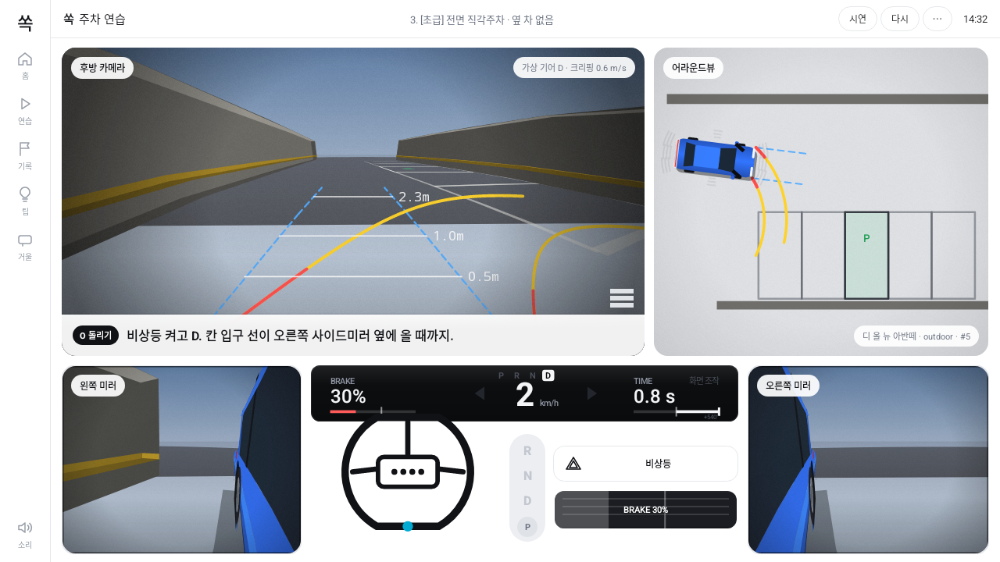 쏙
쏙 주차 연습
3. [초급] 전면 직각주차 · 옆 차 없음
시연
다시
14:32
홈
연습
기록
팁
거울
소리
후방 카메라
가상 기어 D · 크리핑 0.6 m/s
2.3m
1.0m
0.5m
O 돌리기
비상등 켜고 D. 칸 입구 선이 오른쪽 사이드미러 옆에 올 때까지.
어라운드뷰
P
디 올 뉴 아반떼 · outdoor · #5
왼쪽 미러
P R N D
BRAKE
30%
2 km/h
TIME
0.8 s
화면 조작
R
N
D
P
비상등
BRAKE 30%
오른쪽 미러